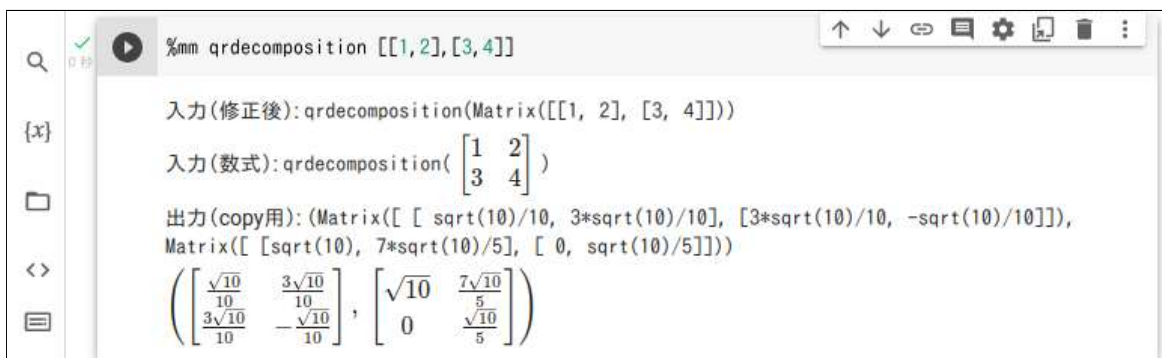 %mm qrdecomposition [[1,2],[3,4]]
0 秒
{x}
入力(修正後):qrdecomposition(Matrix([[1, 2], [3, 4]]))
入力(数式):qrdecomposition( [1 2
3 4] )
出力(copy用):(Matrix([ [ sqrt(10)/10, 3*sqrt(10)/10], [3*sqrt(10)/10, -sqrt(10)/10]]),
Matrix([ [sqrt(10), 7*sqrt(10)/5], [ 0, sqrt(10)/5]]))
([√10/10 3√10/10
3√10/10 -√10/10], [√10 7√10/5
0 √10/5])